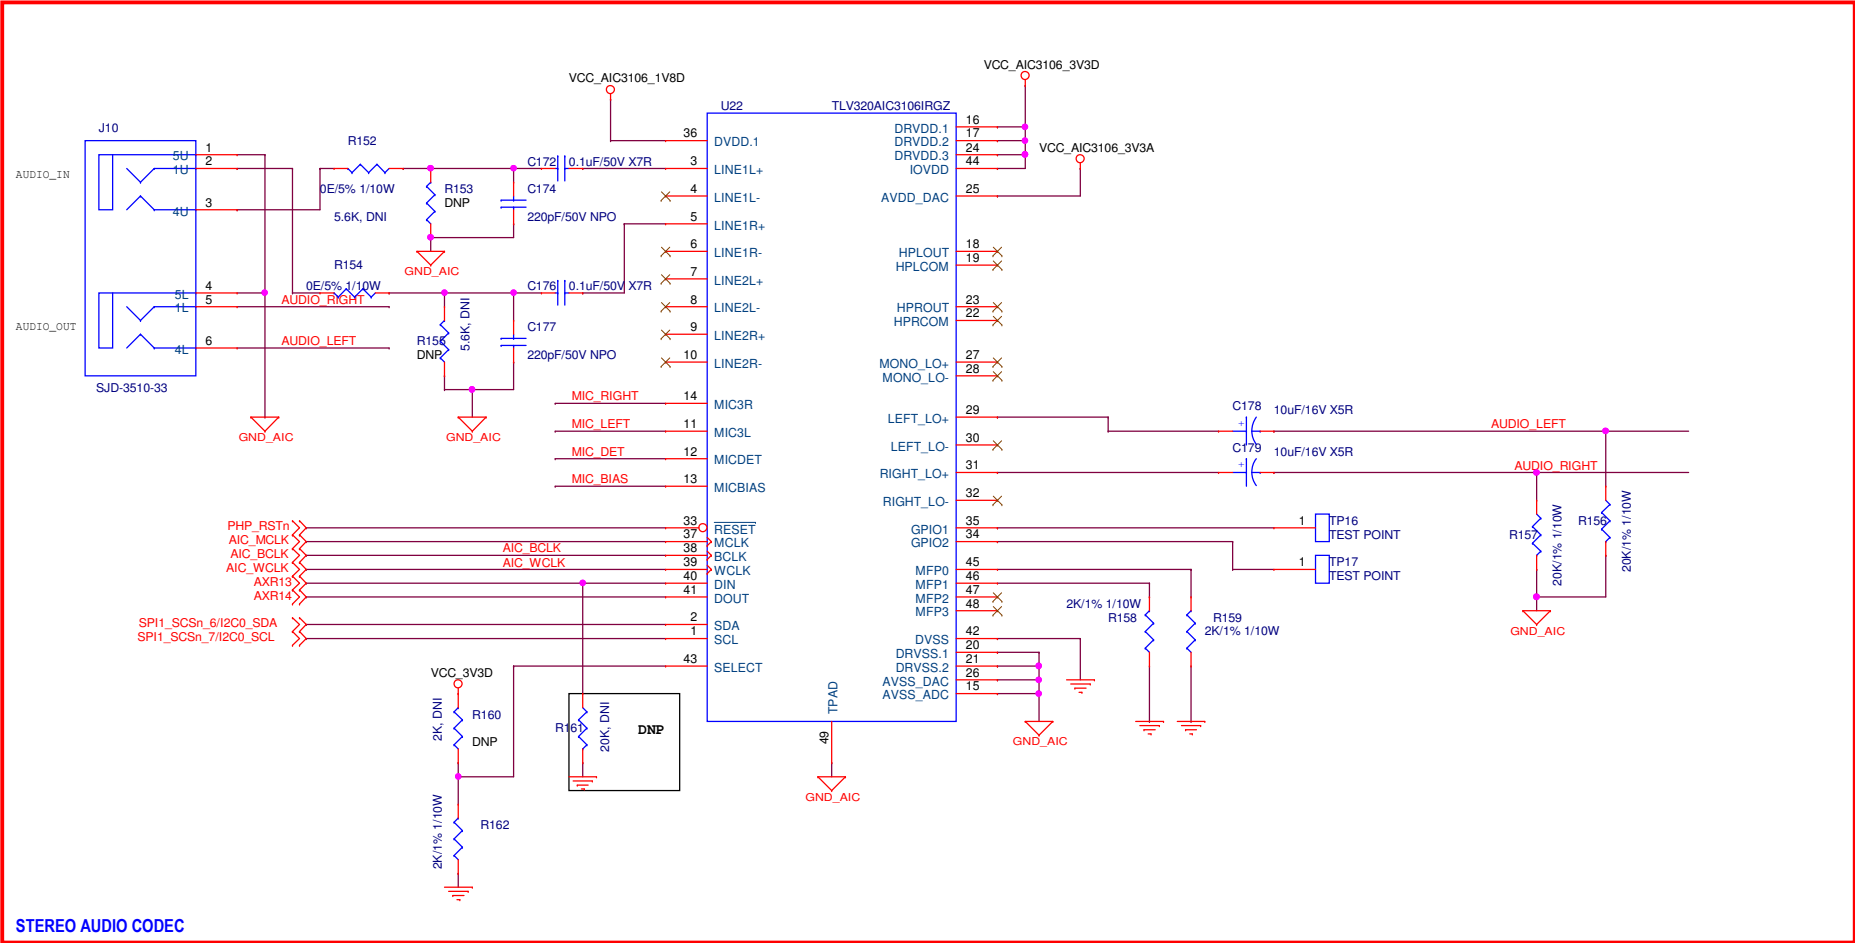 VCC_AIC3106_3V3D
VCC_AIC3106_1V8D
U22
TLV320AIC3106IRGZ
J10
AUDIO_IN
AUDIO_OUT
5U
1U
4U
5L
1L
4L
1
2
3
4
5
6
SJD-3510-33
AUDIO_RIGHT
AUDIO_LEFT
GND_AIC
R152
0E/5% 1/10W
5.6K, DNI
R153
DNP
C172
0.1uF/50V X7R
C174
220pF/50V NPO
GND_AIC
R154
0E/5% 1/10W
5.6K, DNI
R155
DNP
C176
0.1uF/50V X7R
C177
220pF/50V NPO
GND_AIC
MIC_RIGHT
MIC_LEFT
MIC_DET
MIC_BIAS
PHP_RSTn
AIC_MCLK
AIC_BCLK
AIC_BCLK
AIC_WCLK
AIC_WCLK
AXR13
AXR14
SPI1_SCSn_6/I2C0_SDA
SPI1_SCSn_7/I2C0_SCL
VCC_3V3D
2K, DNI
R160
DNP
2K/1% 1/10W
R162
R161
20K, DNI
DNP
36 DVDD.1
3 LINE1L+
4 LINE1L-
5 LINE1R+
6 LINE1R-
7 LINE2L+
8 LINE2L-
9 LINE2R+
10 LINE2R-
14 MIC3R
11 MIC3L
12 MICDET
13 MICBIAS
33 RESET
37 MCLK
38 BCLK
39 WCLK
40 DIN
41 DOUT
2 SDA
1 SCL
43 SELECT
TPAD
49
GND_AIC
DRVDD.1 16
DRVDD.2 17
DRVDD.3 24
IOVDD 44
VCC_AIC3106_3V3A
AVDD_DAC 25
HPLOUT 18
HPLCOM 19
HPROUT 23
HPRCOM 22
MONO_LO+ 27
MONO_LO- 28
LEFT_LO+ 29
LEFT_LO- 30
RIGHT_LO+ 31
RIGHT_LO- 32
GPIO1 35
GPIO2 34
MFP0 45
MFP1 46
MFP2 47
MFP3 48
DVSS 42
DRVSS.1 20
DRVSS.2 21
AVSS_DAC 26
AVSS_ADC 15
GND_AIC
C178
+
10uF/16V X5R
AUDIO_LEFT
C179
+
10uF/16V X5R
AUDIO_RIGHT
1 TP16
TEST POINT
1 TP17
TEST POINT
2K/1% 1/10W
R158
R159
2K/1% 1/10W
R157
20K/1% 1/10W
R156
20K/1% 1/10W
GND_AIC
STEREO AUDIO CODEC